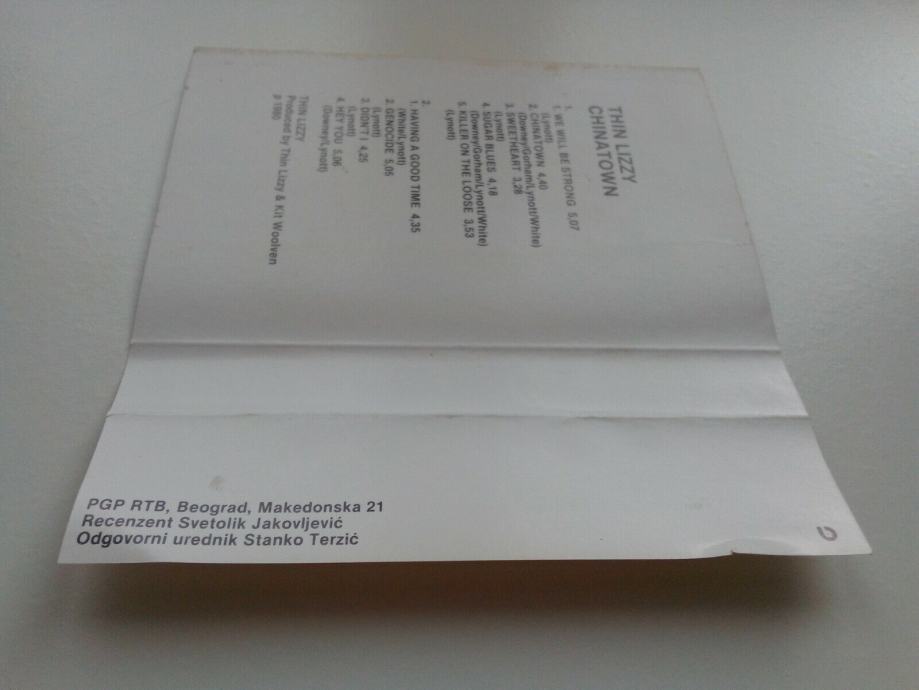 THIN LIZZY
CHINATOWN
1.
1. WE WILL BE STRONG 5,07
(Lynott)
2. CHINATOWN 4,40
(Downey/Gorham/Lynott/White)
3. SWEETHEART 3,28
(Lynott)
4. SUGAR BLUES 4,18
(Downey/Gorham/Lynott/White)
5. KILLER ON THE LOOSE 3,53
(Lynott)
2.
1. HAVING A GOOD TIME 4,35
(White/Lynott)
2. GENOCIDE 5,05
(Lynott)
3. DIDN'T I 4,25
(Lynott)
4. HEY YOU 5,06
(Downey/Lynott)
THIN LIZZY
Produced by Thin Lizzy & Kit Woolven
p 1980
PGP RTB, Beograd, Makedonska 21
Recenzent Svetolik Jakovljević
Odgovorni urednik Stanko Terzić